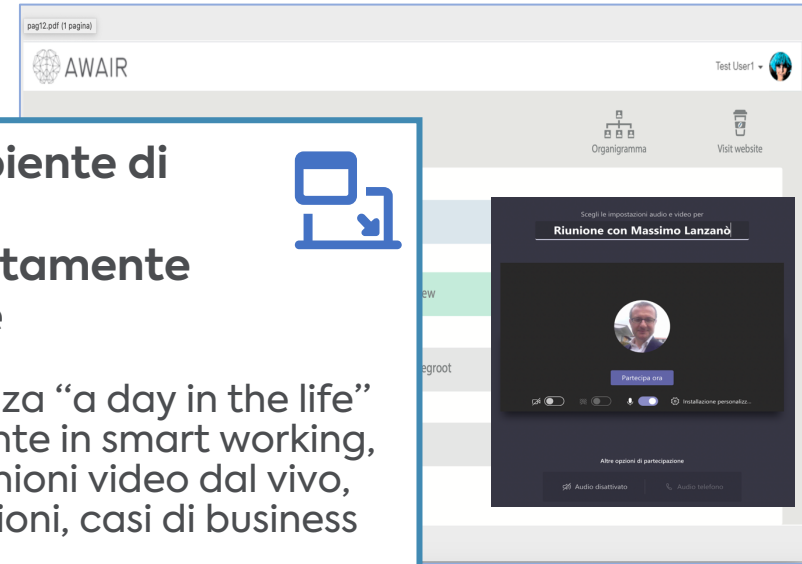 pag12.pdf (1 pagina)
AWAIR
Test User1
Organigramma
Visit website
piente di
tamente
e
za “a day in the life”
nte in smart working,
nioni video dal vivo,
ioni, casi di business
ew
egroot
Scegli le impostazioni audio e video per
Riunione con Massimo Lanzanò
Partecipa ora
Installazione personalizz...
Altre opzioni di partecipazione
Audio disattivato
Audio telefono